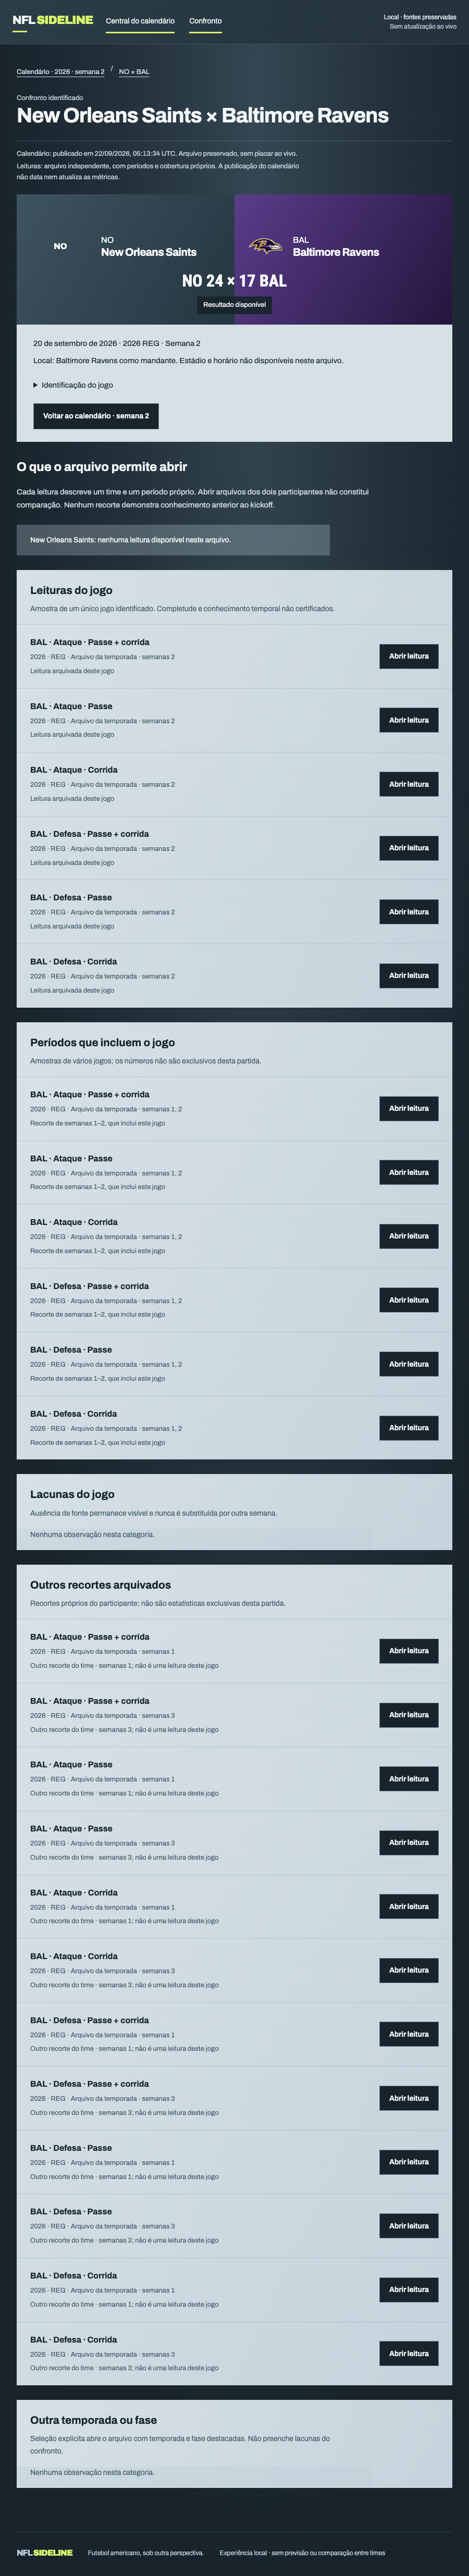 NFL SIDELINE
Central do calendário
Confronto
Local · fontes preservadas
Sem atualização ao vivo
Calendário · 2026 · semana 2 / NO × BAL
Confronto identificado
New Orleans Saints × Baltimore Ravens
Calendário: publicado em 22/09/2026, 05:13:34 UTC. Arquivo preservado, sem placar ao vivo.
Leituras: arquivo independente, com períodos e cobertura próprios. A publicação do calendário
não data nem atualiza as métricas.
NO
NO
New Orleans Saints
BAL
Baltimore Ravens
NO 24 × 17 BAL
Resultado disponível
20 de setembro de 2026 · 2026 REG · Semana 2
Local: Baltimore Ravens como mandante. Estádio e horário não disponíveis neste arquivo.
▶ Identificação do jogo
Voltar ao calendário · semana 2
O que o arquivo permite abrir
Cada leitura descreve um time e um período próprio. Abrir arquivos dos dois participantes não constitui
comparação. Nenhum recorte demonstra conhecimento anterior ao kickoff.
New Orleans Saints: nenhuma leitura disponível neste arquivo.
Leituras do jogo
Amostra de um único jogo identificado. Completude e conhecimento temporal não certificados.
BAL · Ataque · Passe + corrida
2026 · REG · Arquivo da temporada · semanas 2
Leitura arquivada deste jogo
Abrir leitura
BAL · Ataque · Passe
2026 · REG · Arquivo da temporada · semanas 2
Leitura arquivada deste jogo
Abrir leitura
BAL · Ataque · Corrida
2026 · REG · Arquivo da temporada · semanas 2
Leitura arquivada deste jogo
Abrir leitura
BAL · Defesa · Passe + corrida
2026 · REG · Arquivo da temporada · semanas 2
Leitura arquivada deste jogo
Abrir leitura
BAL · Defesa · Passe
2026 · REG · Arquivo da temporada · semanas 2
Leitura arquivada deste jogo
Abrir leitura
BAL · Defesa · Corrida
2026 · REG · Arquivo da temporada · semanas 2
Leitura arquivada deste jogo
Abrir leitura
Períodos que incluem o jogo
Amostras de vários jogos; os números não são exclusivos desta partida.
BAL · Ataque · Passe + corrida
2026 · REG · Arquivo da temporada · semanas 1, 2
Recorte de semanas 1–2, que inclui este jogo
Abrir leitura
BAL · Ataque · Passe
2026 · REG · Arquivo da temporada · semanas 1, 2
Recorte de semanas 1–2, que inclui este jogo
Abrir leitura
BAL · Ataque · Corrida
2026 · REG · Arquivo da temporada · semanas 1, 2
Recorte de semanas 1–2, que inclui este jogo
Abrir leitura
BAL · Defesa · Passe + corrida
2026 · REG · Arquivo da temporada · semanas 1, 2
Recorte de semanas 1–2, que inclui este jogo
Abrir leitura
BAL · Defesa · Passe
2026 · REG · Arquivo da temporada · semanas 1, 2
Recorte de semanas 1–2, que inclui este jogo
Abrir leitura
BAL · Defesa · Corrida
2026 · REG · Arquivo da temporada · semanas 1, 2
Recorte de semanas 1–2, que inclui este jogo
Abrir leitura
Lacunas do jogo
Ausência de fonte permanece visível e nunca é substituída por outra semana.
Nenhuma observação nesta categoria.
Outros recortes arquivados
Recortes próprios do participante; não são estatísticas exclusivas desta partida.
BAL · Ataque · Passe + corrida
2026 · REG · Arquivo da temporada · semanas 1
Outro recorte do time · semanas 1; não é uma leitura deste jogo
Abrir leitura
BAL · Ataque · Passe + corrida
2026 · REG · Arquivo da temporada · semanas 3
Outro recorte do time · semanas 3; não é uma leitura deste jogo
Abrir leitura
BAL · Ataque · Passe
2026 · REG · Arquivo da temporada · semanas 1
Outro recorte do time · semanas 1; não é uma leitura deste jogo
Abrir leitura
BAL · Ataque · Passe
2026 · REG · Arquivo da temporada · semanas 3
Outro recorte do time · semanas 3; não é uma leitura deste jogo
Abrir leitura
BAL · Ataque · Corrida
2026 · REG · Arquivo da temporada · semanas 1
Outro recorte do time · semanas 1; não é uma leitura deste jogo
Abrir leitura
BAL · Ataque · Corrida
2026 · REG · Arquivo da temporada · semanas 3
Outro recorte do time · semanas 3; não é uma leitura deste jogo
Abrir leitura
BAL · Defesa · Passe + corrida
2026 · REG · Arquivo da temporada · semanas 1
Outro recorte do time · semanas 1; não é uma leitura deste jogo
Abrir leitura
BAL · Defesa · Passe + corrida
2026 · REG · Arquivo da temporada · semanas 3
Outro recorte do time · semanas 3; não é uma leitura deste jogo
Abrir leitura
BAL · Defesa · Passe
2026 · REG · Arquivo da temporada · semanas 1
Outro recorte do time · semanas 1; não é uma leitura deste jogo
Abrir leitura
BAL · Defesa · Passe
2026 · REG · Arquivo da temporada · semanas 3
Outro recorte do time · semanas 3; não é uma leitura deste jogo
Abrir leitura
BAL · Defesa · Corrida
2026 · REG · Arquivo da temporada · semanas 1
Outro recorte do time · semanas 1; não é uma leitura deste jogo
Abrir leitura
BAL · Defesa · Corrida
2026 · REG · Arquivo da temporada · semanas 3
Outro recorte do time · semanas 3; não é uma leitura deste jogo
Abrir leitura
Outra temporada ou fase
Seleção explícita abre o arquivo com temporada e fase destacadas. Não preenche lacunas do
confronto.
Nenhuma observação nesta categoria.
NFL SIDELINE
Futebol americano, sob outra perspectiva.
Experiência local · sem previsão ou comparação entre times